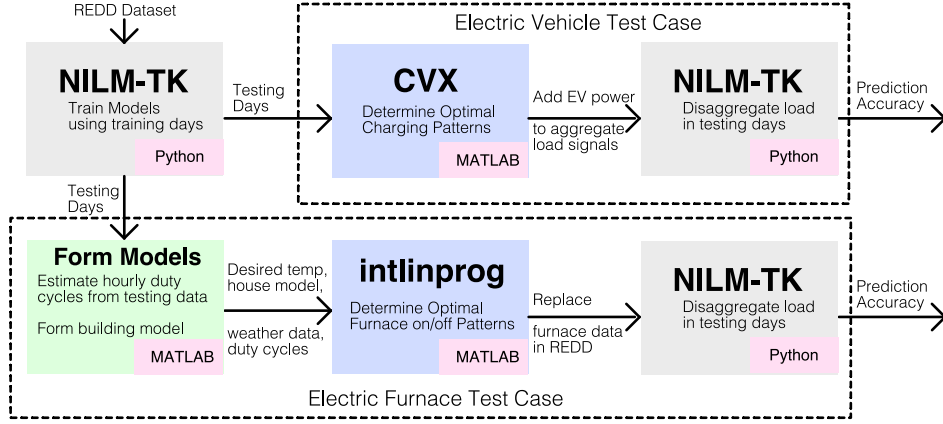 REDD Dataset
NILM-TK
Train Models
using training days
Python
Testing
Days
Electric Vehicle Test Case
CVX
Determine Optimal
Charging Patterns
MATLAB
Add EV power
to aggregate
load signals
NILM-TK
Disaggregate load
in testing days
Python
Prediction
Accuracy
Testing
Days
Form Models
Estimate hourly duty
cycles from testing data
Form building model
MATLAB
Desired temp,
house model,
weather data,
duty cycles
intlinprog
Determine Optimal
Furnace on/off Patterns
MATLAB
Replace
furnace data
in REDD
NILM-TK
Disaggregate load
in testing days
Python
Prediction
Accuracy
Electric Furnace Test Case